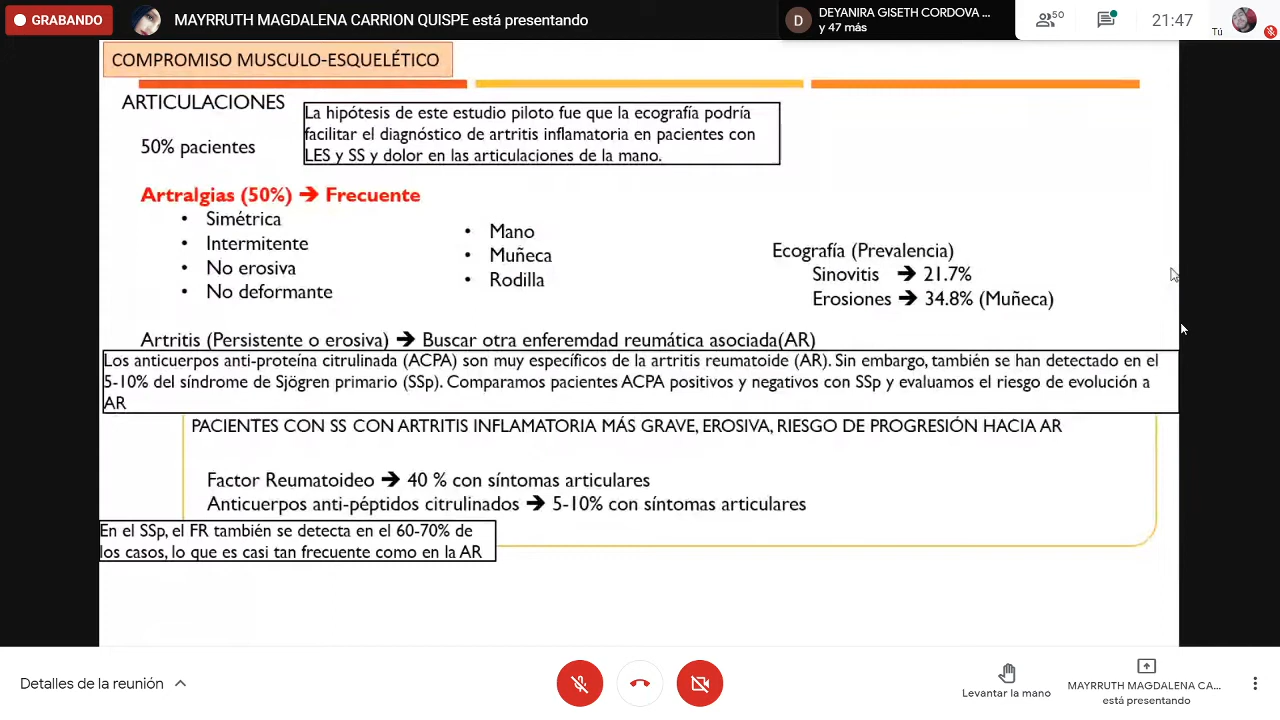 GRABANDO
MAYRRUTH MAGDALENA CARRION QUISPE está presentando
D
DEYANIRA GISETH CORDOVA ...
y 47 más
50
21:47
Tú
COMPROMISO MUSCULO-ESQUELÉTICO
ARTICULACIONES
La hipótesis de este estudio piloto fue que la ecografía podría
facilitar el diagnóstico de artritis inflamatoria en pacientes con
LES y SS y dolor en las articulaciones de la mano.
50% pacientes
Artralgias (50%) ➔ Frecuente
• Simétrica
• Intermitente
• No erosiva
• No deformante
• Mano
• Muñeca
• Rodilla
Ecografía (Prevalencia)
Sinovitis ➔ 21.7%
Erosiones ➔ 34.8% (Muñeca)
Artritis (Persistente o erosiva) ➔ Buscar otra enferemdad reumática asociada(AR)
Los anticuerpos anti-proteína citrulinada (ACPA) son muy específicos de la artritis reumatoide (AR). Sin embargo, también se han detectado en el
5-10% del síndrome de Sjögren primario (SSp). Comparamos pacientes ACPA positivos y negativos con SSp y evaluamos el riesgo de evolución a
AR
PACIENTES CON SS CON ARTRITIS INFLAMATORIA MÁS GRAVE, EROSIVA, RIESGO DE PROGRESIÓN HACIA AR
Factor Reumatoideo ➔ 40 % con síntomas articulares
Anticuerpos anti-péptidos citrulinados ➔ 5-10% con síntomas articulares
En el SSp, el FR también se detecta en el 60-70% de
los casos, lo que es casi tan frecuente como en la AR
Detalles de la reunión
Levantar la mano
MAYRRUTH MAGDALENA CA...
está presentando